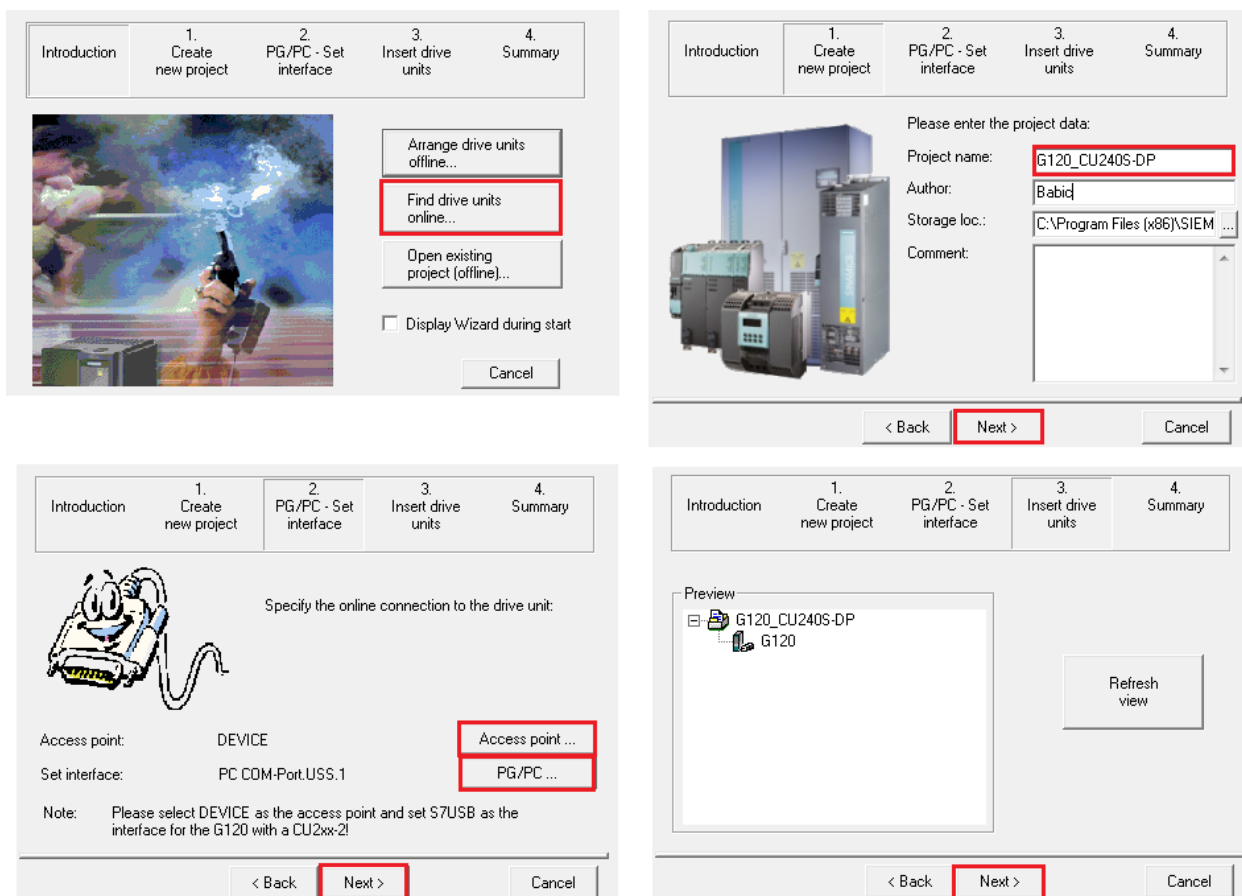 Introduction
1.
Create
new project
2.
PG/PC - Set
interface
3.
Insert drive
units
4.
Summary
Arrange drive units
offline...
Find drive units
online...
Open existing
project (offline)...
Display Wizard during start
Cancel
Introduction
1.
Create
new project
2.
PG/PC - Set
interface
3.
Insert drive
units
4.
Summary
Please enter the project data:
Project name: G120_CU240S-DP
Author: Babic
Storage loc.: C:\Program Files (x86)\SIEM ...
Comment:
< Back Next > Cancel
Introduction
1.
Create
new project
2.
PG/PC - Set
interface
3.
Insert drive
units
4.
Summary
Specify the online connection to the drive unit:
Access point: DEVICE Access point ...
Set interface: PC COM-Port.USS.1 PG/PC ...
Note: Please select DEVICE as the access point and set S7USB as the
interface for the G120 with a CU2xx-2!
< Back Next > Cancel
Introduction
1.
Create
new project
2.
PG/PC - Set
interface
3.
Insert drive
units
4.
Summary
Preview
G120_CU240S-DP
G120
Refresh
view
< Back Next > Cancel